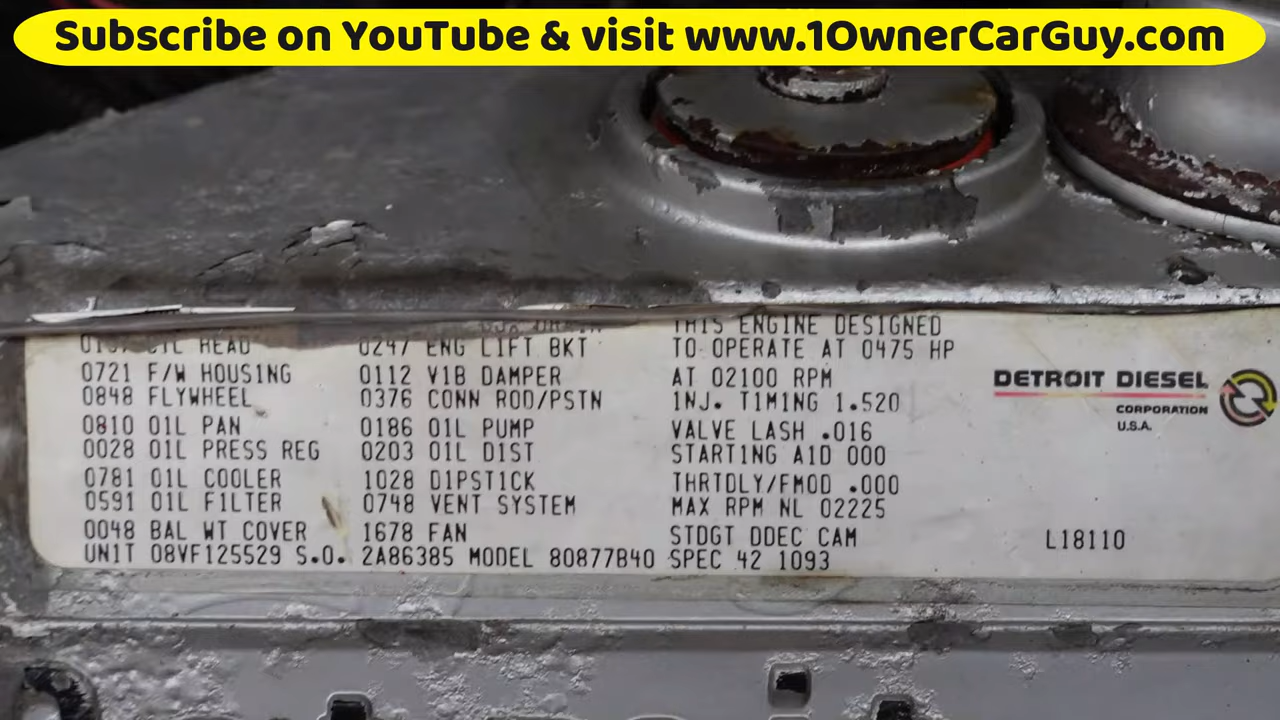 Subscribe on YouTube & visit www.1OwnerCarGuy.com
THIS ENGINE DESIGNED
CYL HEAD 0247 ENG LIFT BKT TO OPERATE AT 0475 HP
0721 F/W HOUSING 0112 VIB DAMPER AT 02100 RPM
0848 FLYWHEEL 0376 CONN ROD/PSTN INJ. TIMING 1.520
0810 OIL PAN 0186 OIL PUMP VALVE LASH .016
0028 OIL PRESS REG 0203 OIL DIST STARTING AID 000
0781 OIL COOLER 1028 DIPSTICK THRTDLY/FMOD .000
0591 OIL FILTER 0748 VENT SYSTEM MAX RPM NL 02225
0048 BAL WT COVER 1678 FAN STDGT DDEC CAM
UNIT 08VF125529 S.O. 2A86385 MODEL 80877B40 SPEC 42 1093
DETROIT DIESEL
CORPORATION
U.S.A.
L18110